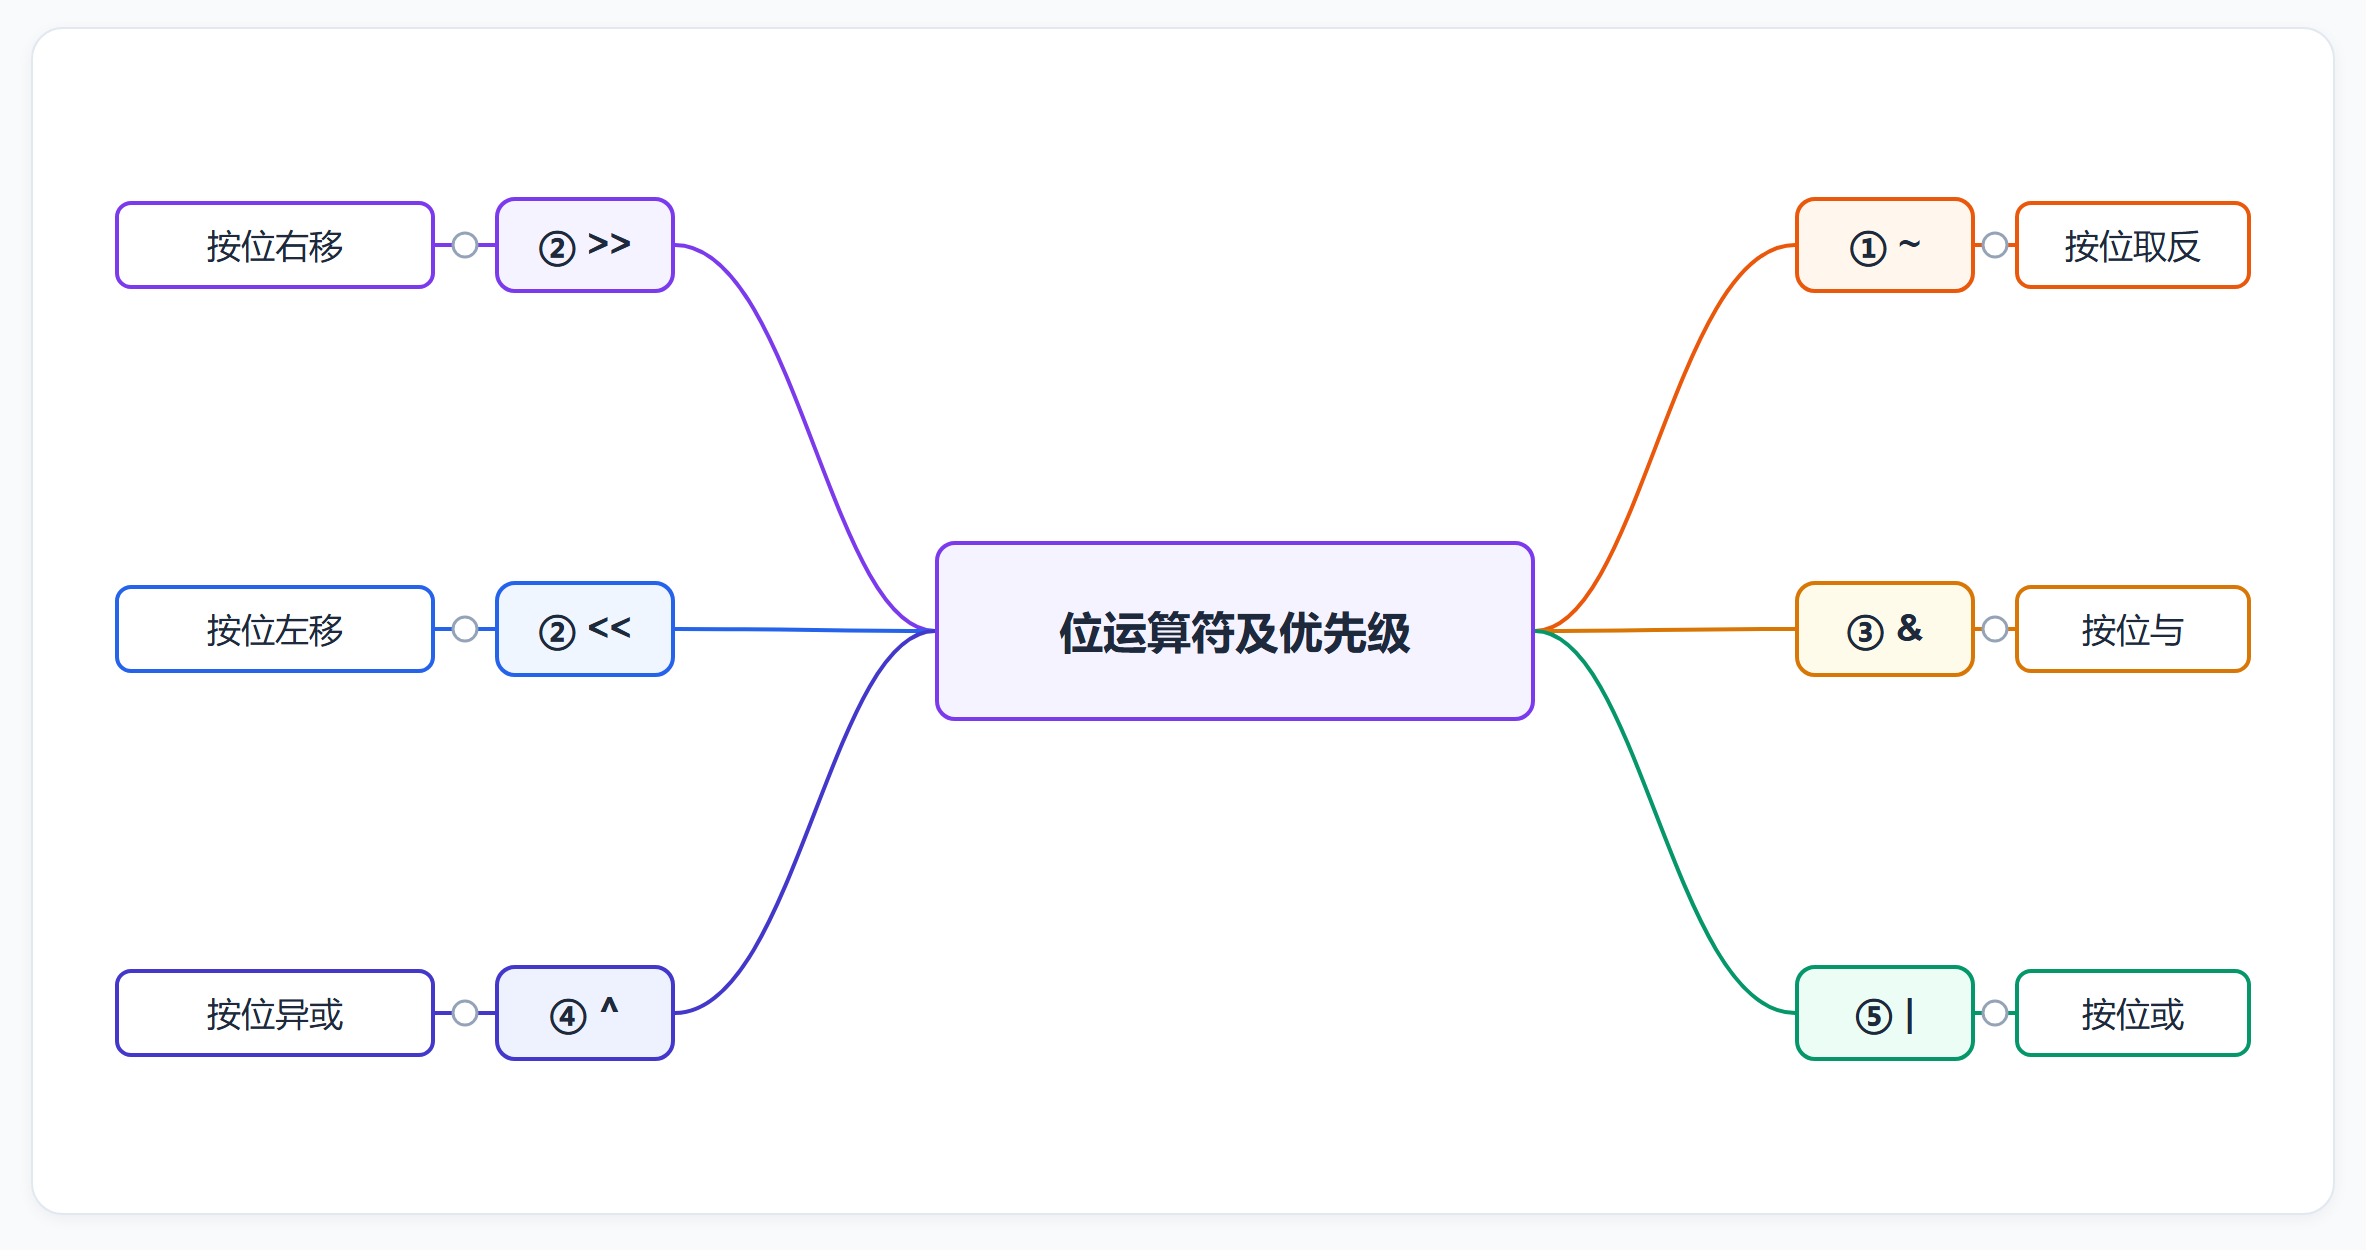 按位右移
② >>
① ~
按位取反
按位左移
② <<
位运算符及优先级
③ &
按位与
按位异或
④ ^
⑤ |
按位或